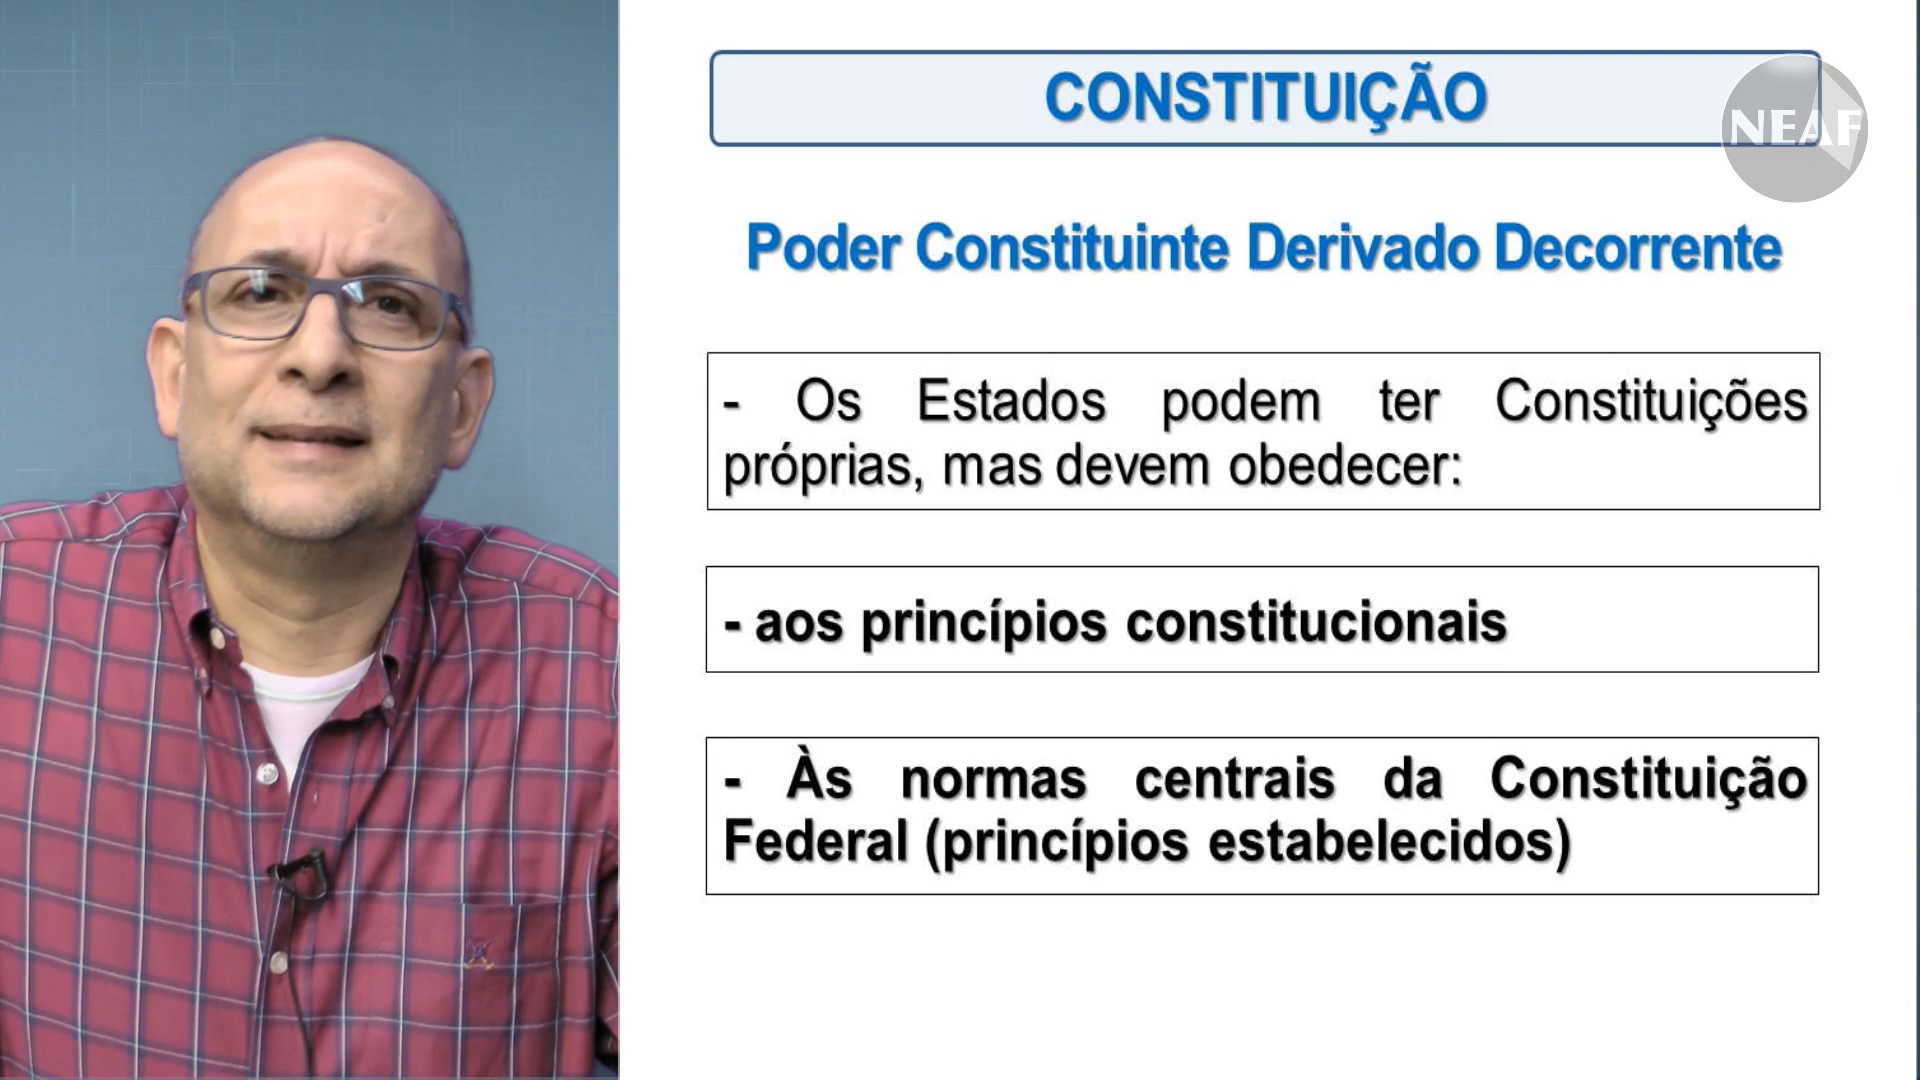 CONSTITUIÇÃO
NEAF
Poder Constituinte Derivado Decorrente
- Os Estados podem ter Constituições
próprias, mas devem obedecer:
- aos princípios constitucionais
- Às normas centrais da Constituição
Federal (princípios estabelecidos)